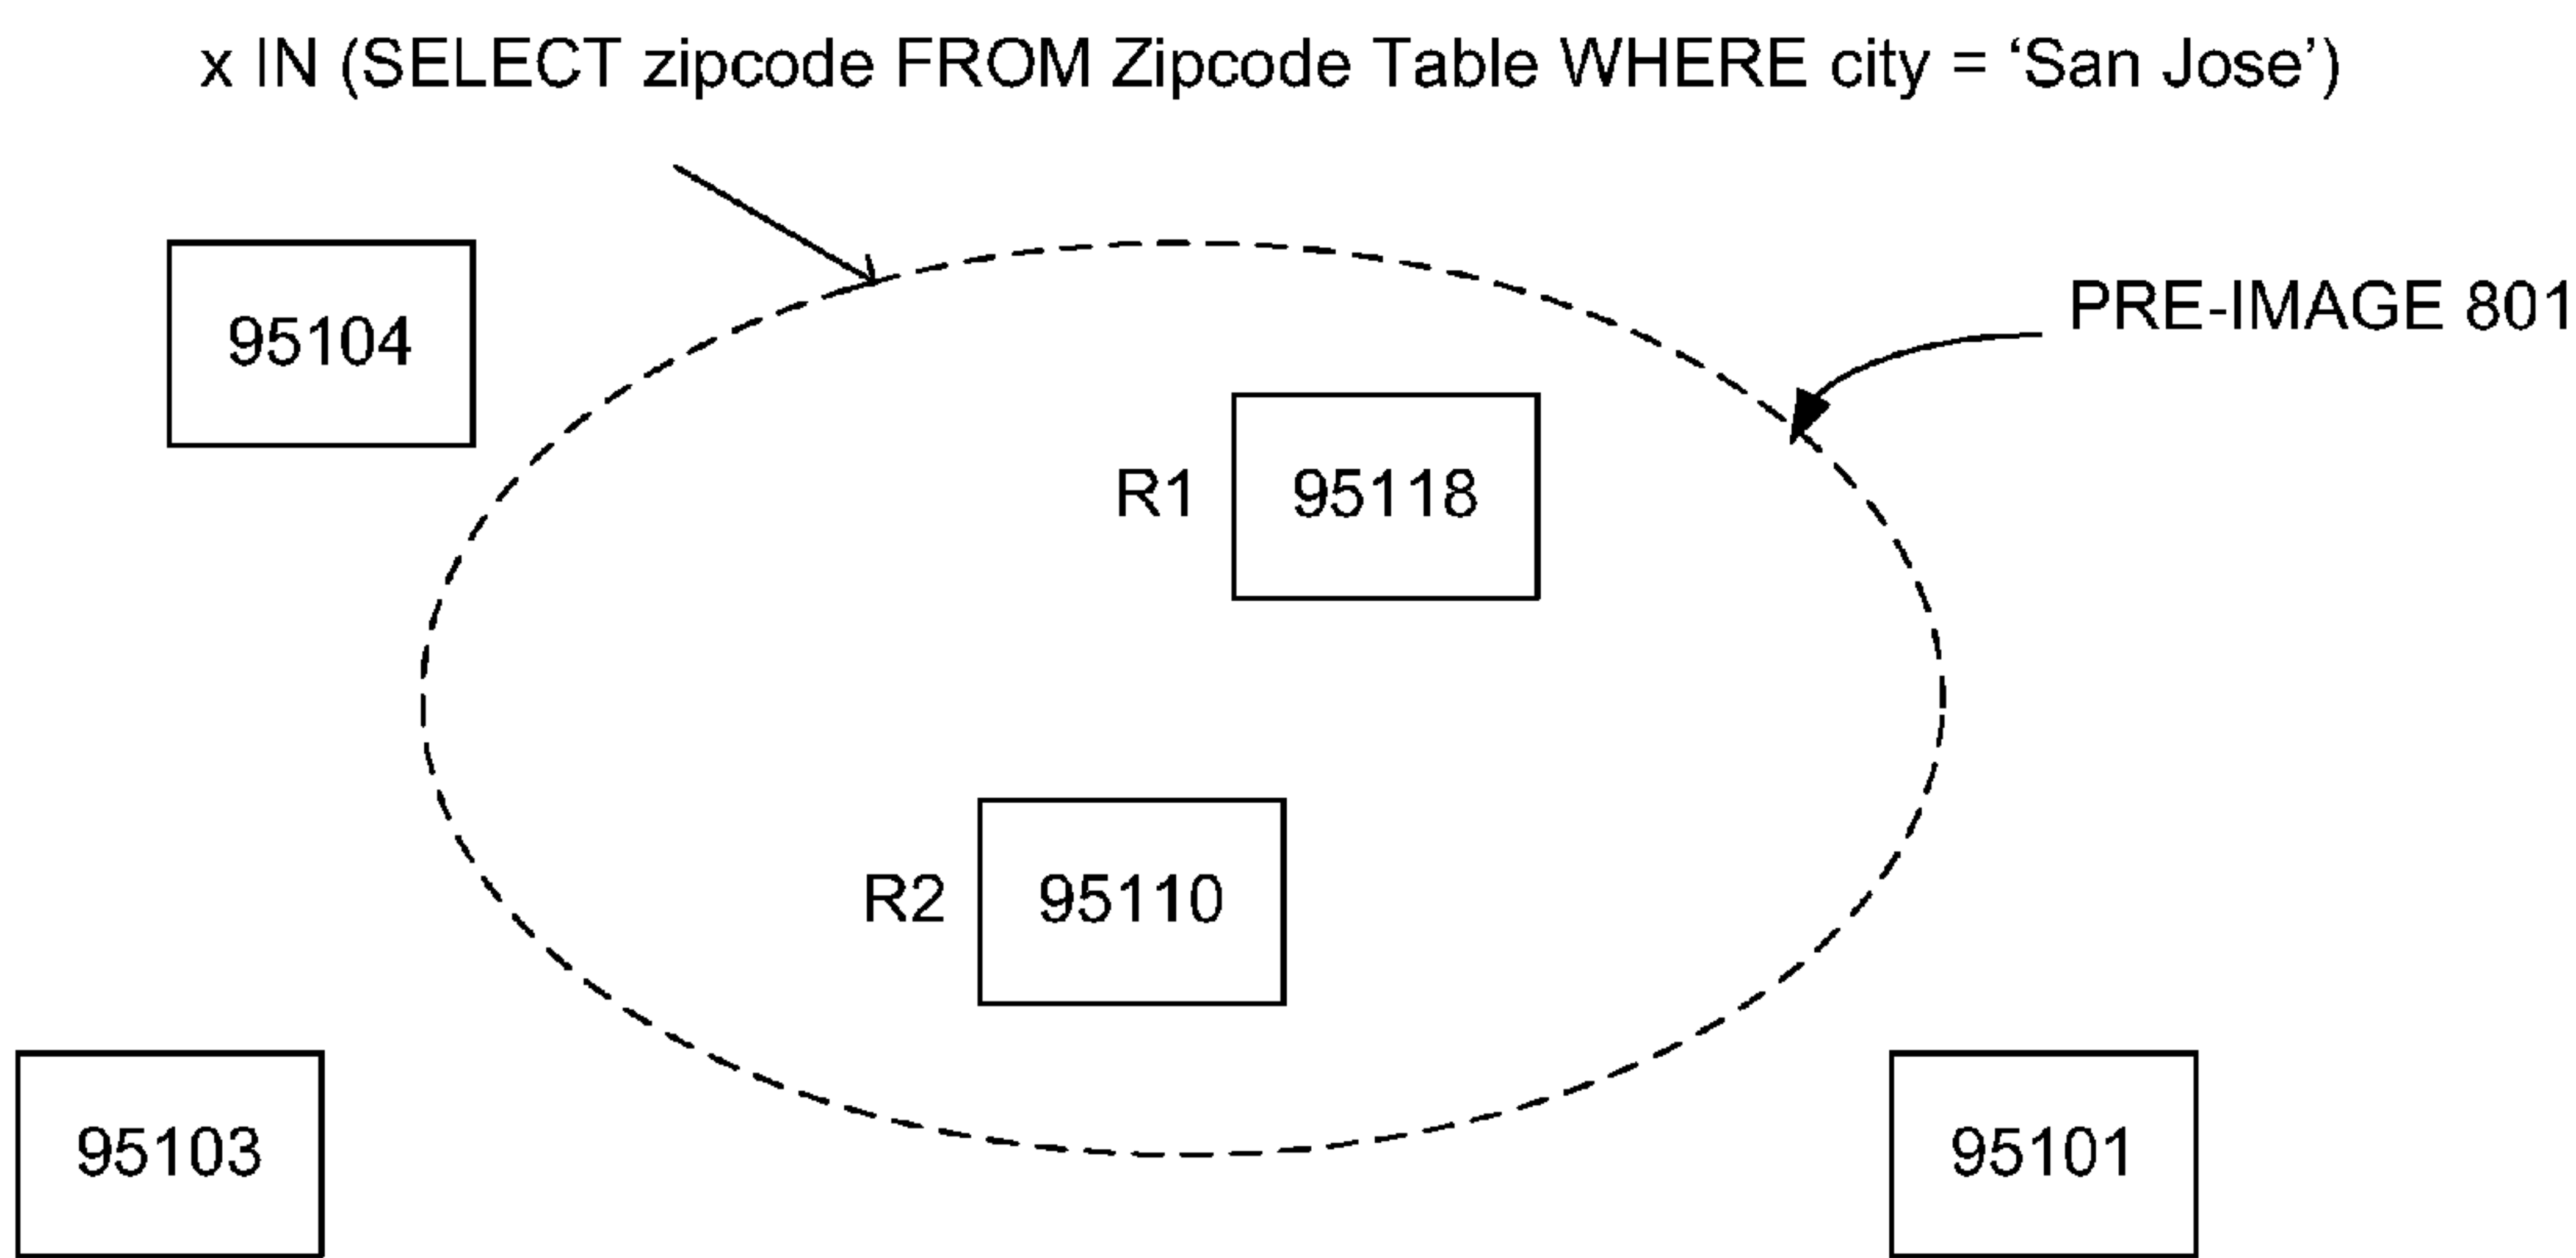 x IN (SELECT zipcode FROM Zipcode Table WHERE city = ‘San Jose’)
95104
PRE-IMAGE 801
R1 95118
R2 95110
95103
95101